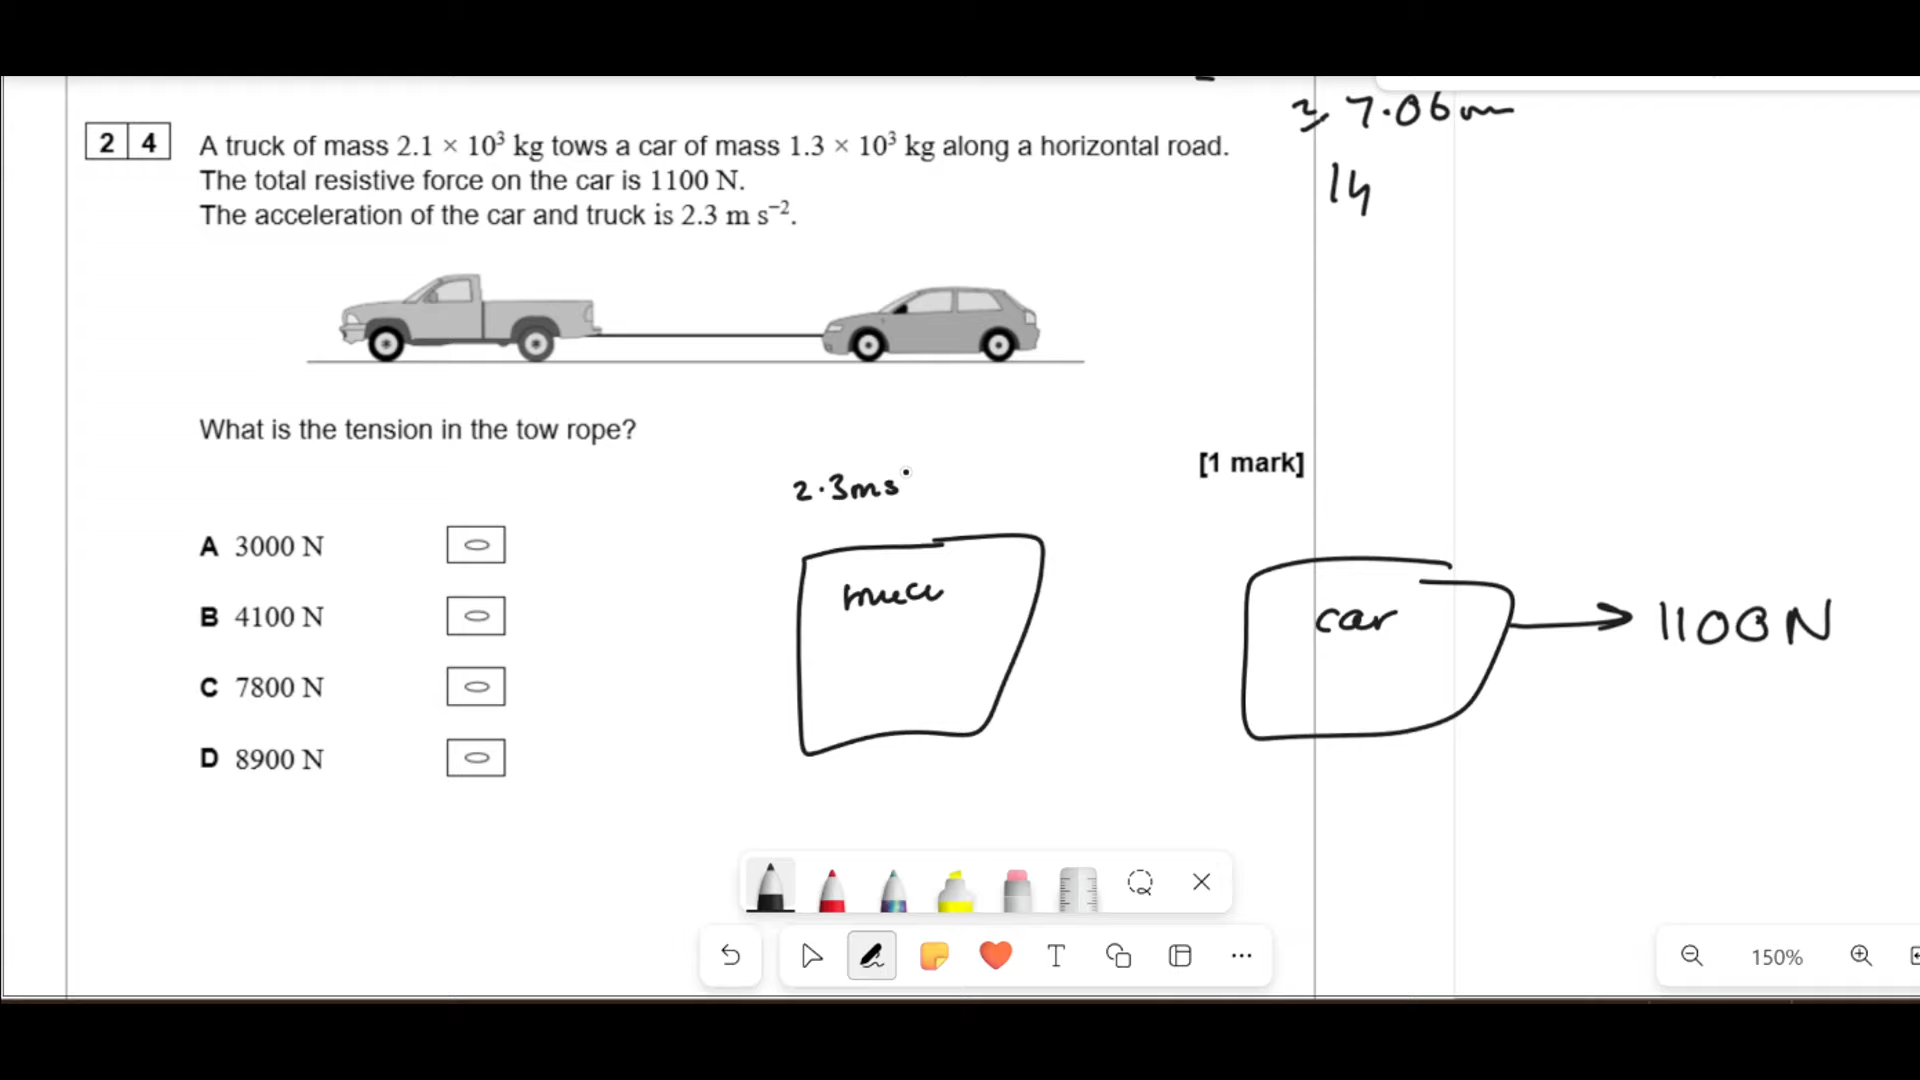 ≥ 7.06m
14
2 4 A truck of mass 2.1 × 10³ kg tows a car of mass 1.3 × 10³ kg along a horizontal road.
The total resistive force on the car is 1100 N.
The acceleration of the car and truck is 2.3 m s⁻².
What is the tension in the tow rope?
[1 mark]
2.3ms
A 3000 N
B 4100 N
C 7800 N
D 8900 N
truck
car
1100 N
T
150%